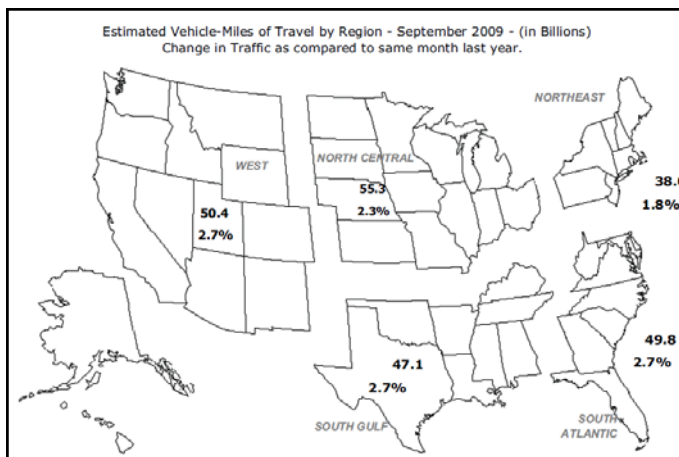 Estimated Vehicle-Miles of Travel by Region - September 2009 - (in Billions)
Change in Traffic as compared to same month last year.
NORTHEAST
WEST
NORTH CENTRAL
55.3
2.3%
38.
1.8%
50.4
2.7%
49.8
2.7%
47.1
2.7%
SOUTH GULF
SOUTH
ATLANTIC